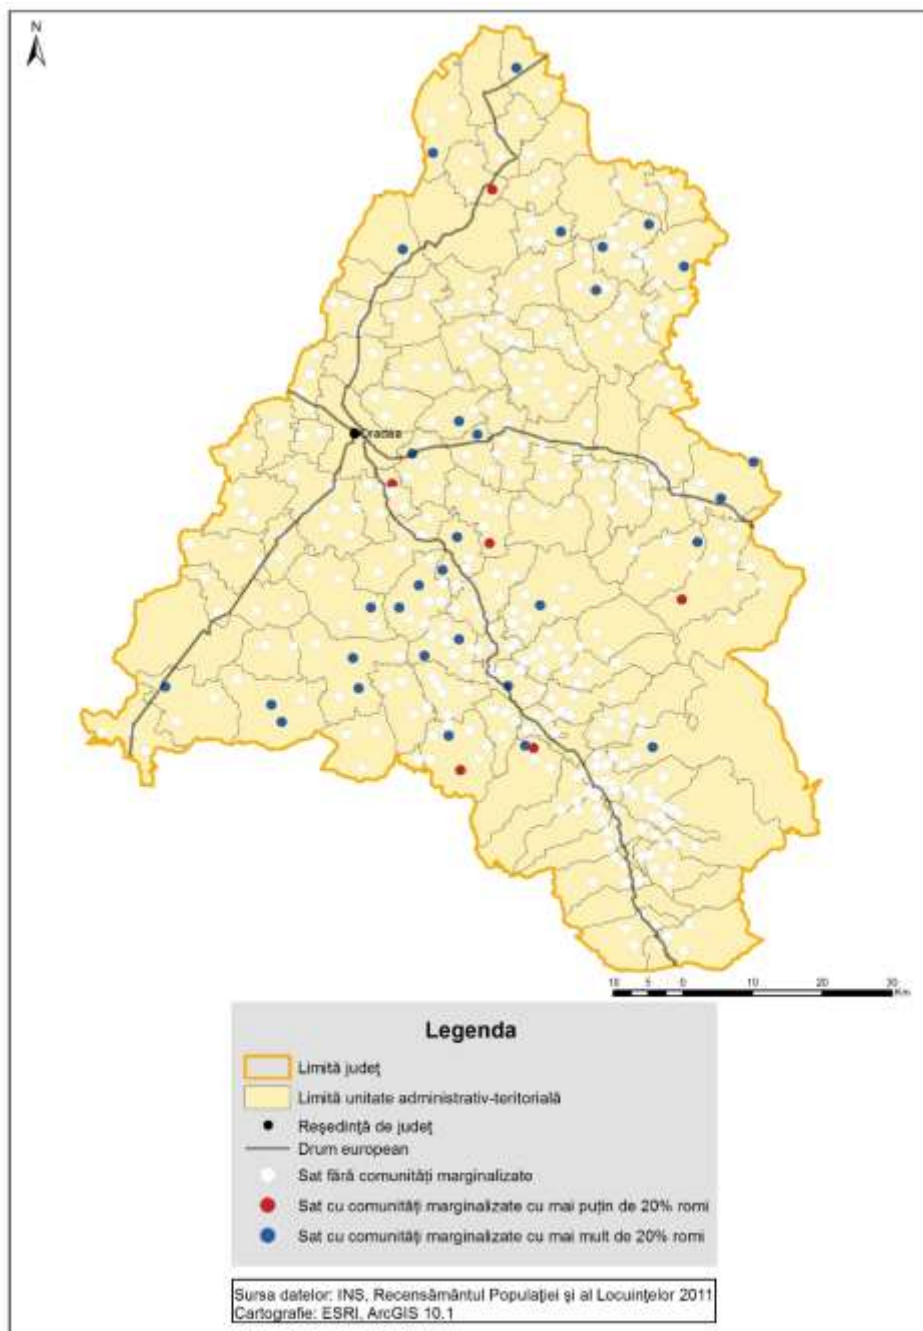 N
Oradea
10 5 0 10 20 30
Km
Legenda
Limită județ
Limită unitate administrativ-teritorială
Reşedință de județ
Drum european
Sat fără comunități marginalizate
Sat cu comunități marginalizate cu mai puțin de 20% romi
Sat cu comunități marginalizate cu mai mult de 20% romi
Sursa datelor: INS, Recensământul Populației şi al Locuințelor 2011
Cartografie: ESRI, ArcGIS 10.1